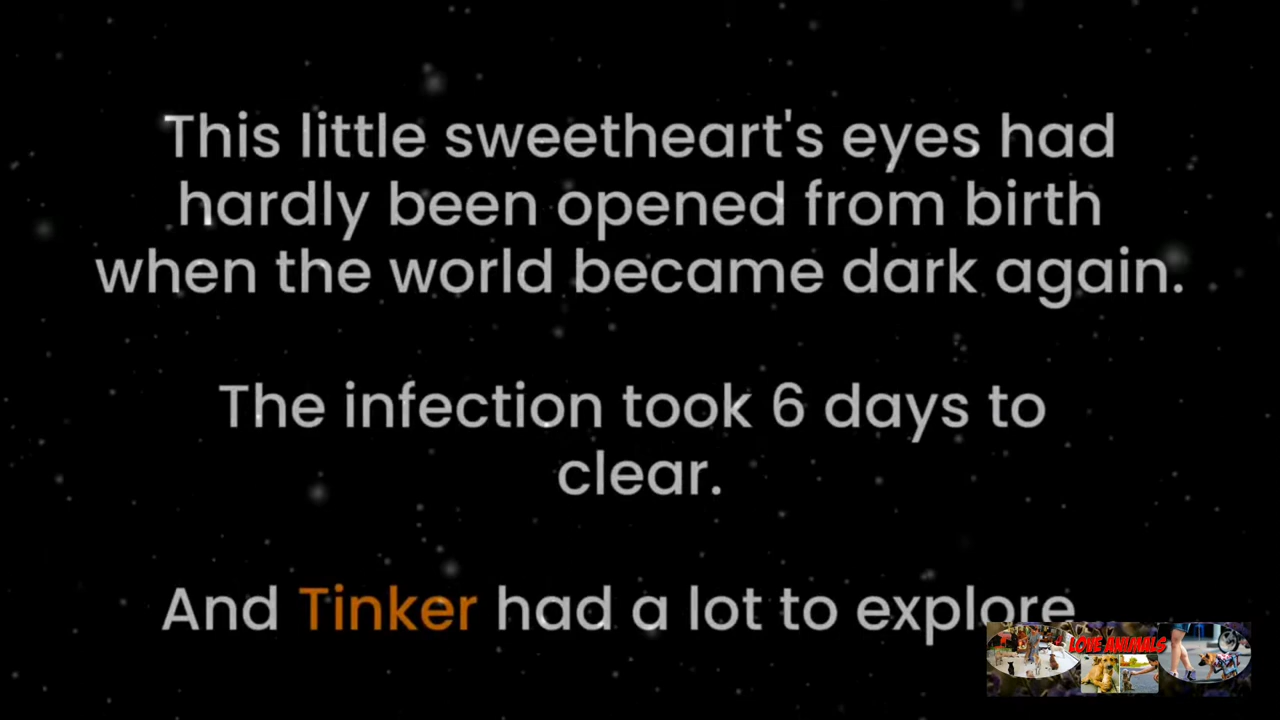 This little sweetheart's eyes had
hardly been opened from birth
when the world became dark again.
The infection took 6 days to
clear.
And Tinker had a lot to explore
LOVE ANIMALS